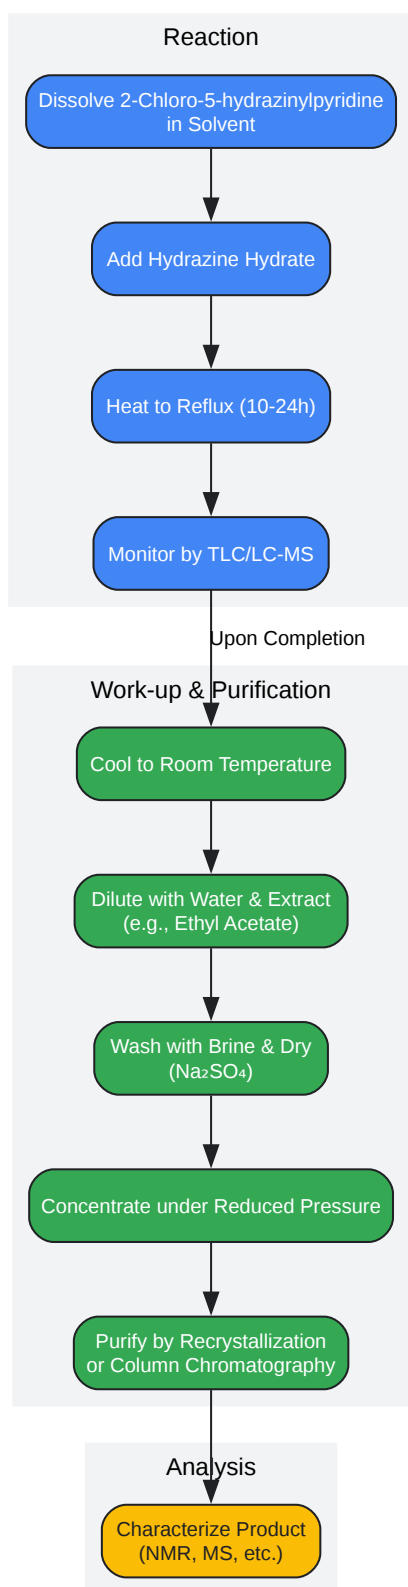 Reaction
Dissolve 2-Chloro-5-hydrazinylpyridine
in Solvent
Add Hydrazine Hydrate
Heat to Reflux (10-24h)
Monitor by TLC/LC-MS
Upon Completion
Work-up & Purification
Cool to Room Temperature
Dilute with Water & Extract
(e.g., Ethyl Acetate)
Wash with Brine & Dry
(Na₂SO₄)
Concentrate under Reduced Pressure
Purify by Recrystallization
or Column Chromatography
Analysis
Characterize Product
(NMR, MS, etc.)